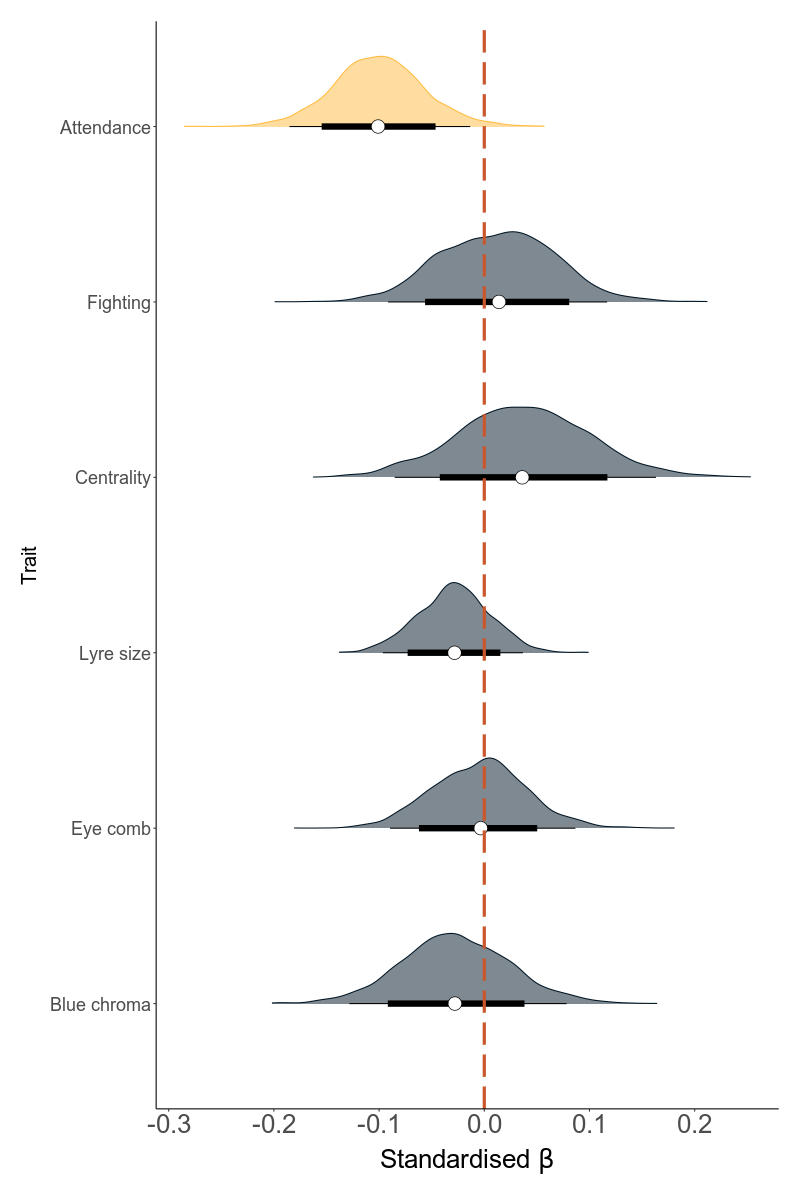 Attendance
Fighting
Centrality
Lyre size
Eye comb
Blue chroma
Trait
-0.3 -0.2 -0.1 0.0 0.1 0.2
Standardised β